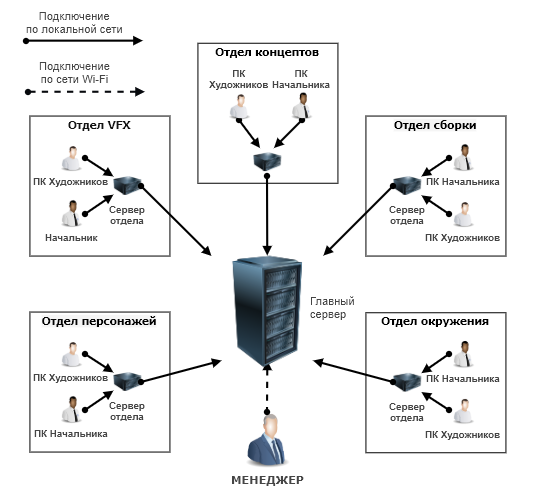 Подключение
по локальной сети
Подключение
по сети Wi-Fi
Отдел концептов
ПК
Художников
ПК
Начальника
Отдел VFX
ПК Художников
Сервер
отдела
Начальник
Отдел сборки
ПК Начальника
Сервер
отдела
ПК Художников
Главный
сервер
Отдел персонажей
ПК Художников
Сервер
отдела
ПК Начальника
Отдел окружения
ПК Начальника
Сервер
отдела
ПК Художников
МЕНЕДЖЕР